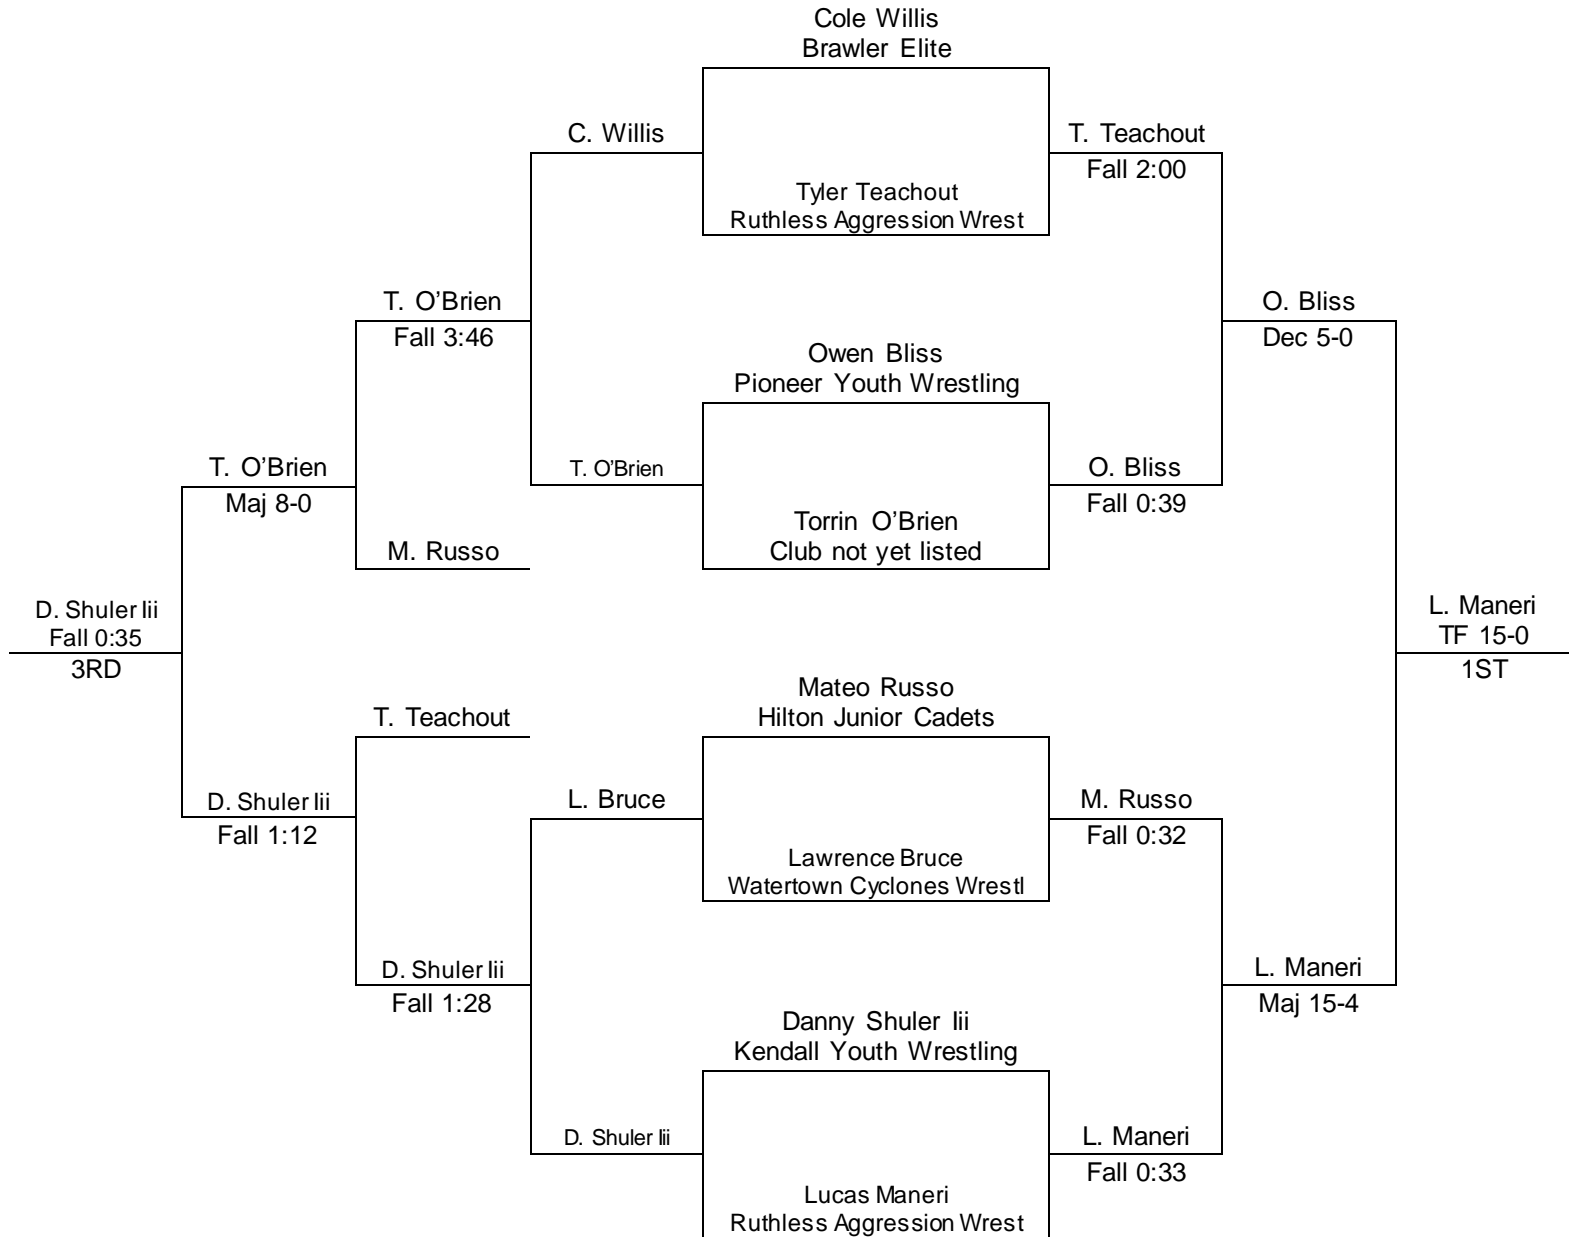 Cole Willis
Brawler Elite
C. Willis
T. Teachout
Fall 2:00
Tyler Teachout
Ruthless Aggression Wrest
T. O'Brien
Fall 3:46
O. Bliss
Dec 5-0
Owen Bliss
Pioneer Youth Wrestling
T. O'Brien
Maj 8-0
T. O'Brien
O. Bliss
Fall 0:39
Torrin O'Brien
Club not yet listed
M. Russo
D. Shuler Iii
Fall 0:35
3RD
L. Maneri
TF 15-0
1ST
Mateo Russo
Hilton Junior Cadets
T. Teachout
D. Shuler Iii
Fall 1:12
L. Bruce
M. Russo
Fall 0:32
Lawrence Bruce
Watertown Cyclones Wrestl
D. Shuler Iii
Fall 1:28
L. Maneri
Maj 15-4
Danny Shuler Iii
Kendall Youth Wrestling
D. Shuler Iii
L. Maneri
Fall 0:33
Lucas Maneri
Ruthless Aggression Wrest